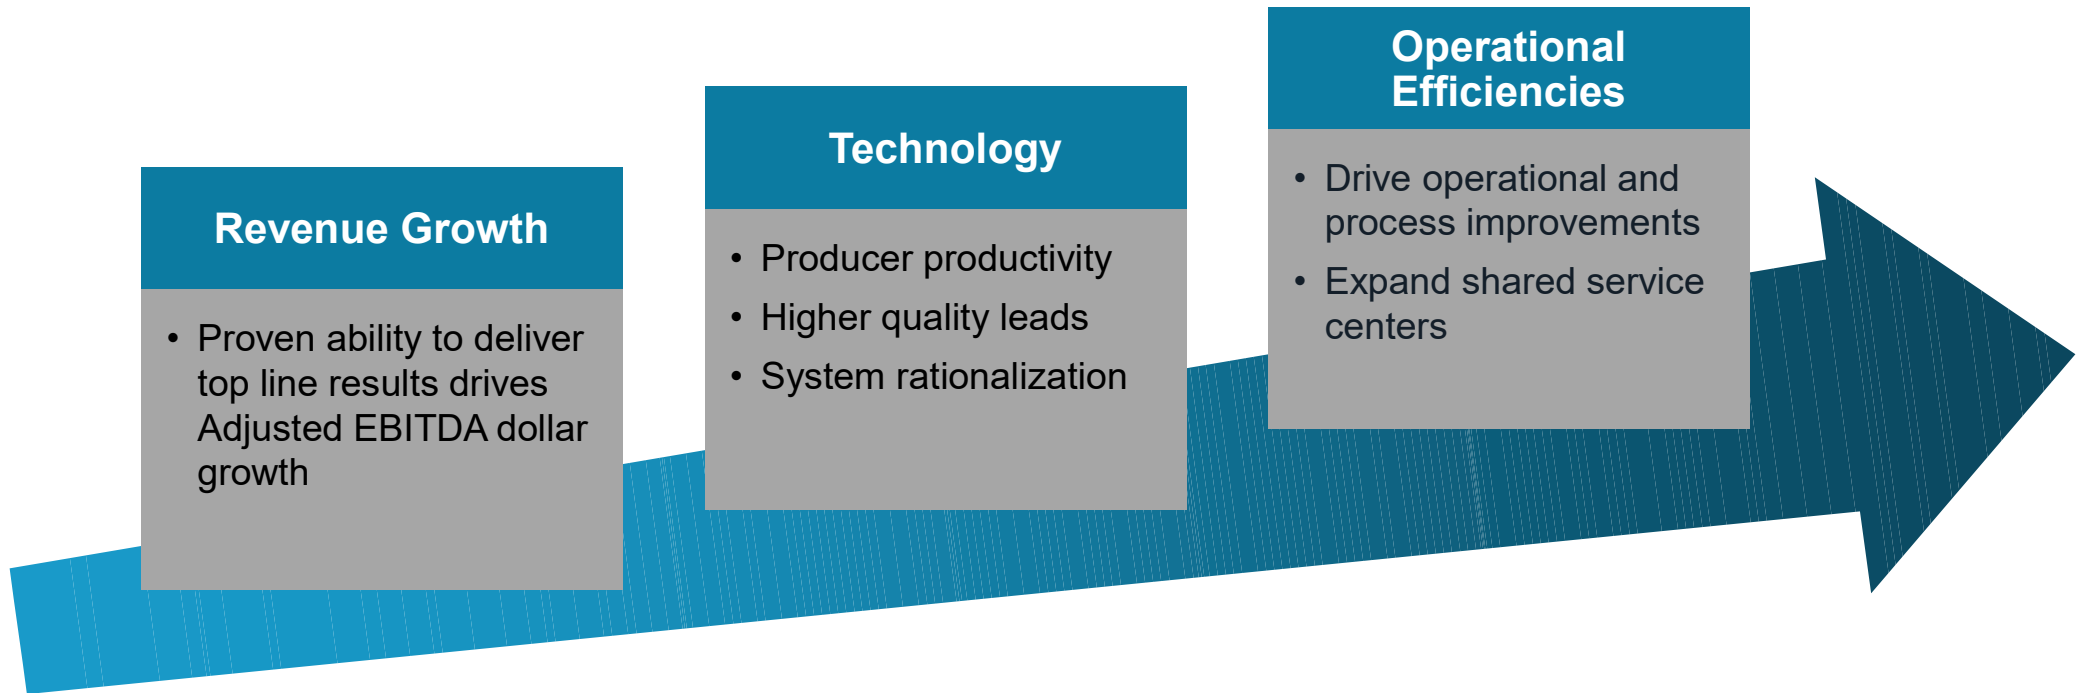 Revenue Growth
• Proven ability to deliver
top line results drives
Adjusted EBITDA dollar
growth
Technology
• Producer productivity
• Higher quality leads
• System rationalization
Operational
Efficiencies
• Drive operational and
process improvements
• Expand shared service
centers